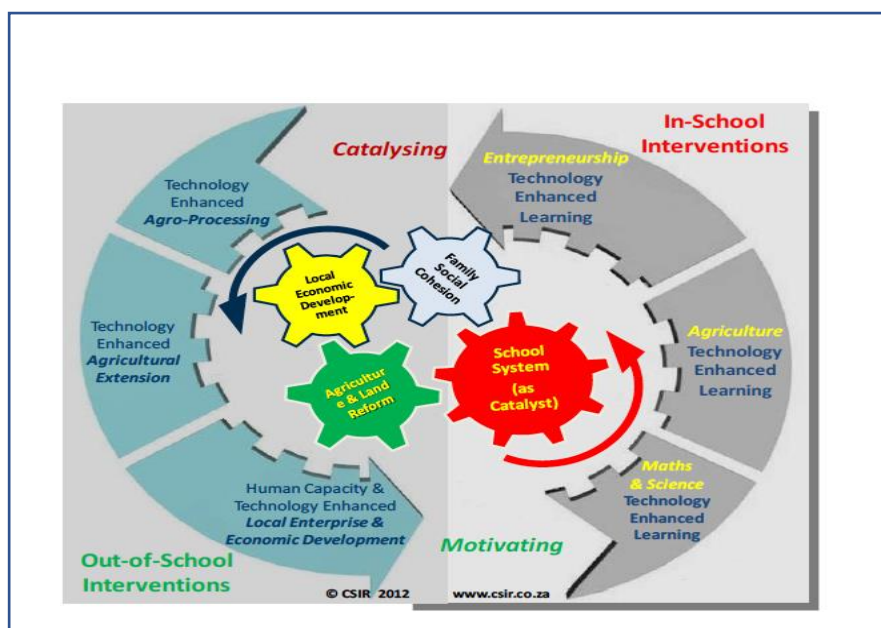 Catalysing
In-School
Interventions
Technology
Enhanced
Agro-Processing
Entrepreneurship
Technology
Enhanced
Learning
Local
Economic
Develop-
ment
Family
Social
Cohesion
Technology
Enhanced
Agricultural
Extension
Agriculture
Technology
Enhanced
Learning
Agricultur
e & Land
Reform
School
System
(as
Catalyst)
Human Capacity &
Technology Enhanced
Local Enterprise &
Economic Development
Maths
& Science
Technology
Enhanced
Learning
Out-of-School
Interventions
Motivating
© CSIR 2012
www.csir.co.za